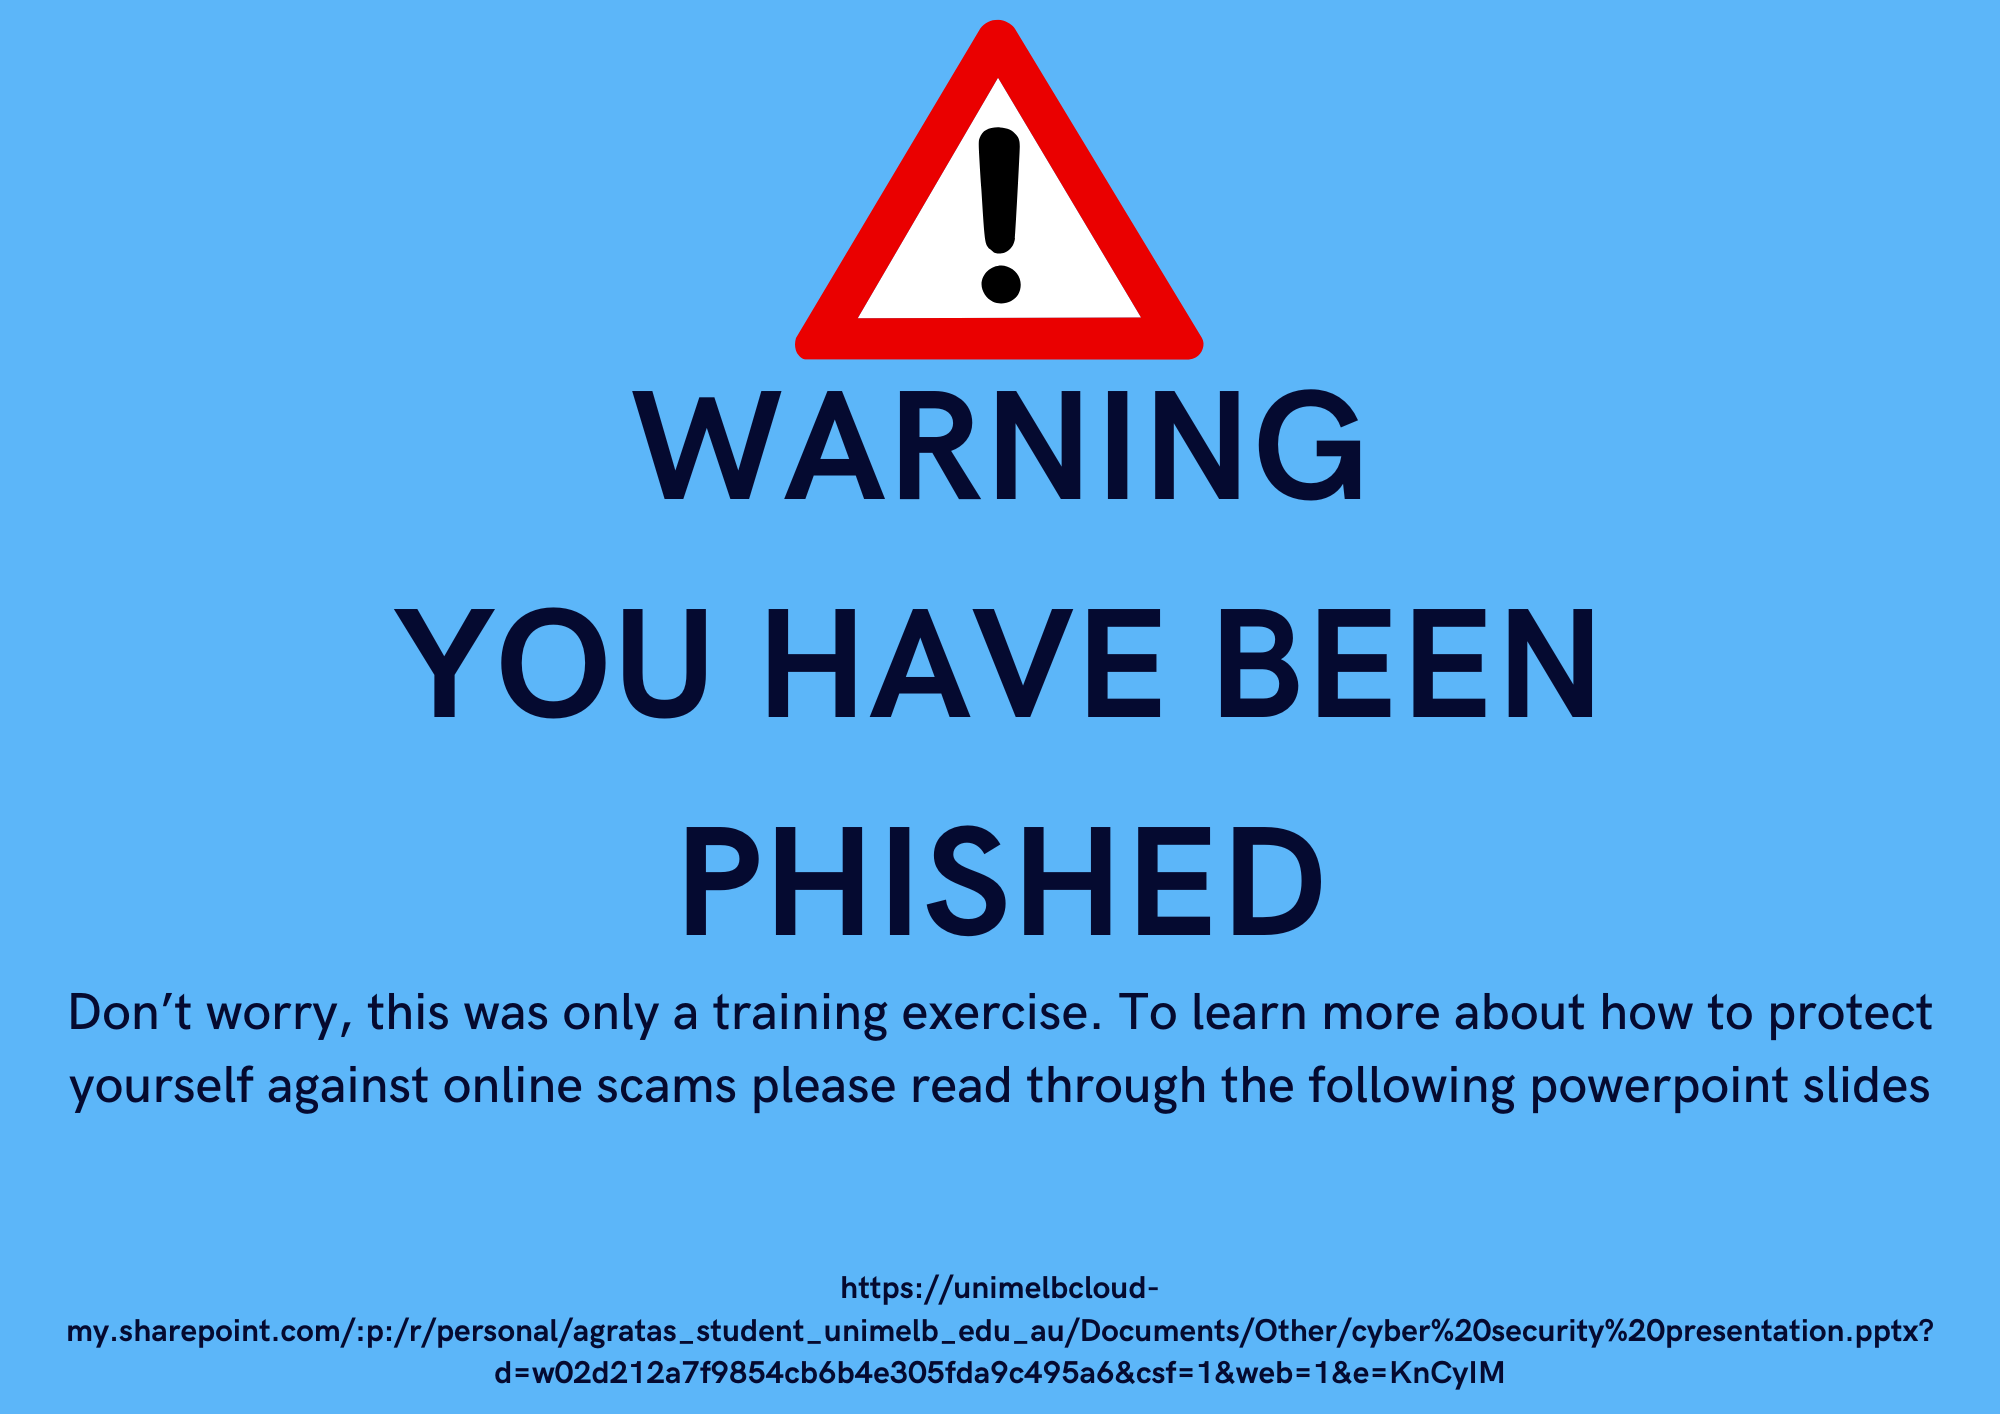 WARNING
YOU HAVE BEEN
PHISHED
Don’t worry, this was only a training exercise. To learn more about how to protect
yourself against online scams please read through the following powerpoint slides
https://unimelbcloud-
my.sharepoint.com/:p:/r/personal/agratas_student_unimelb_edu_au/Documents/Other/cyber%20security%20presentation.pptx?
d=w02d212a7f9854cb6b4e305fda9c495a6&csf=1&web=1&e=KnCyIM